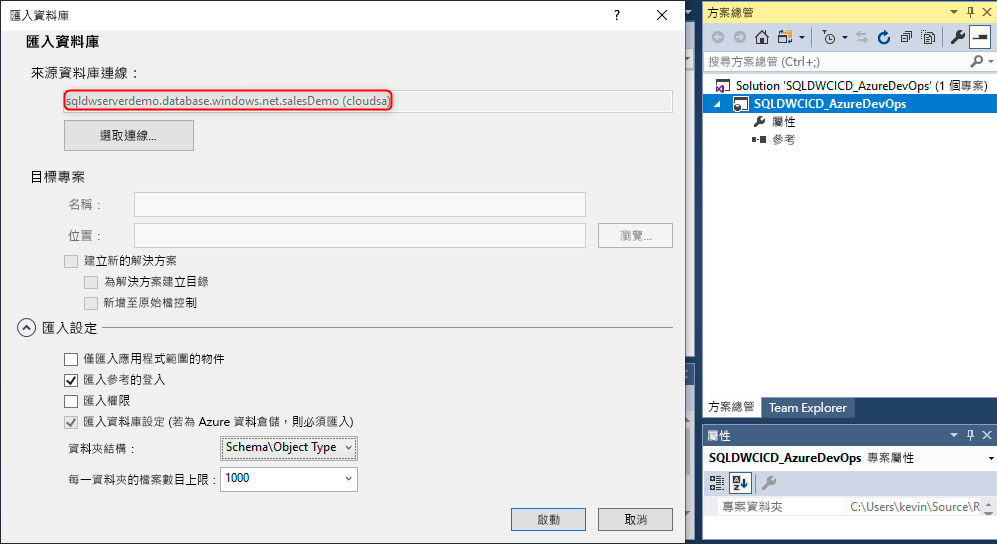 匯入資料庫
?
匯入資料庫
來源資料庫連線：
sqldwserverdemo.database.windows.net.salesDemo (cloudsa)
選取連線...
目標專案
名稱：
位置：
瀏覽...
建立新的解決方案
為解決方案建立目錄
新增至原始檔控制
匯入設定
僅匯入應用程式範圍的物件
匯入參考的登入
匯入權限
匯入資料庫設定 (若為 Azure 資料倉儲，則必須匯入)
資料夾結構：
Schema\Object Type
每一資料夾的檔案數目上限：
1000
啟動
取消
方案總管
搜尋方案總管 (Ctrl+;)
Solution 'SQLDWCICD_AzureDevOps' (1 個專案)
SQLDWCICD_AzureDevOps
屬性
參考
方案總管 Team Explorer
屬性
SQLDWCICD_AzureDevOps 專案屬性
專案資料夾 C:\Users\kevin\Source\R